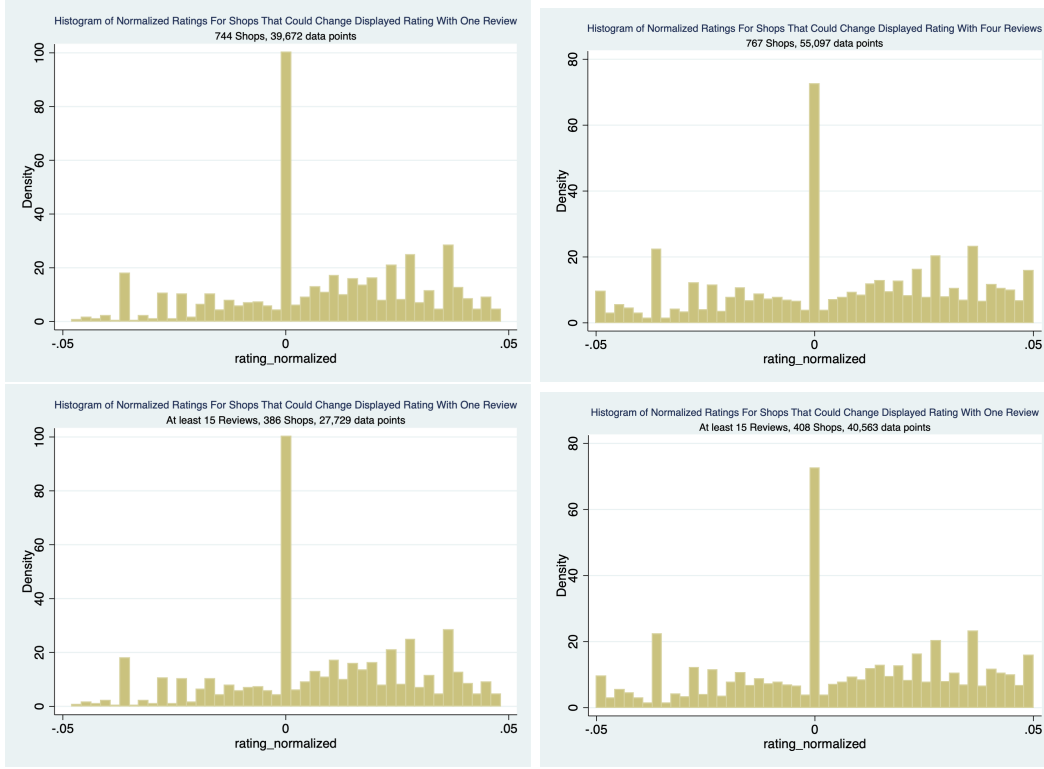 Histogram of Normalized Ratings For Shops That Could Change Displayed Rating With One Review
744 Shops, 39,672 data points
100
80
60
40
20
0
Density
-.05
0
.05
rating_normalized
Histogram of Normalized Ratings For Shops That Could Change Displayed Rating With Four Reviews
767 Shops, 55,097 data points
80
60
40
20
0
Density
-.05
0
.05
rating_normalized
Histogram of Normalized Ratings For Shops That Could Change Displayed Rating With One Review
At least 15 Reviews, 386 Shops, 27,729 data points
100
80
60
40
20
0
Density
-.05
0
.05
rating_normalized
Histogram of Normalized Ratings For Shops That Could Change Displayed Rating With One Review
At least 15 Reviews, 408 Shops, 40,563 data points
80
60
40
20
0
Density
-.05
0
.05
rating_normalized